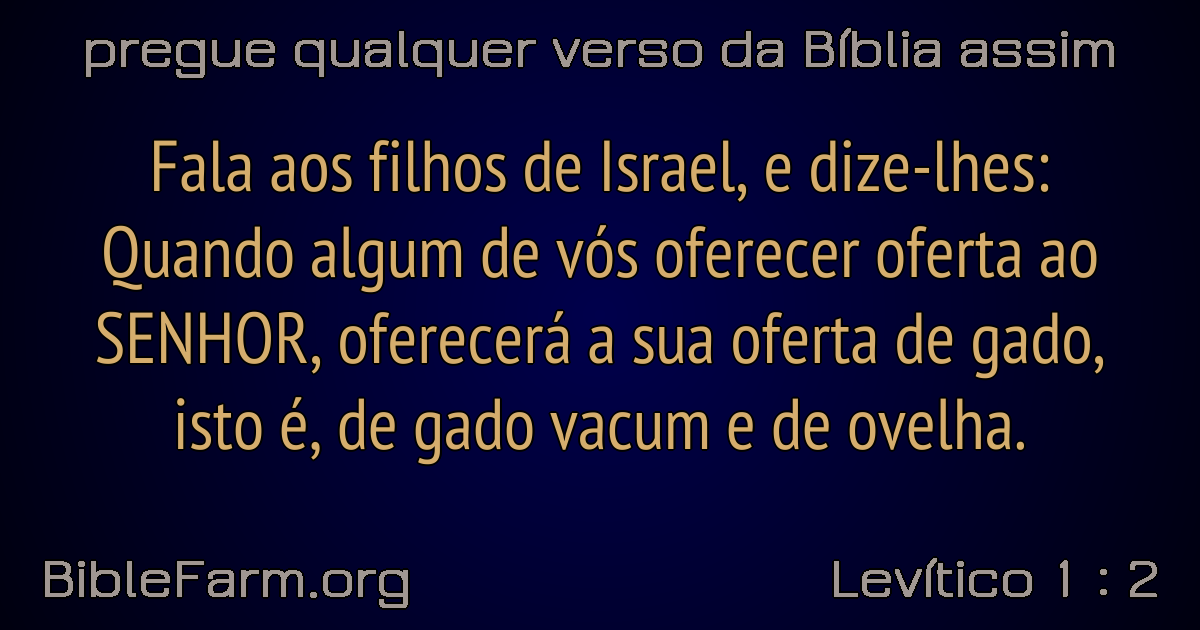 pregue qualquer verso da Bíblia assim
Fala aos filhos de Israel, e dize-lhes:
Quando algum de vós oferecer oferta ao
SENHOR, oferecerá a sua oferta de gado,
isto é, de gado vacum e de ovelha.
BibleFarm.org
Levítico 1 : 2